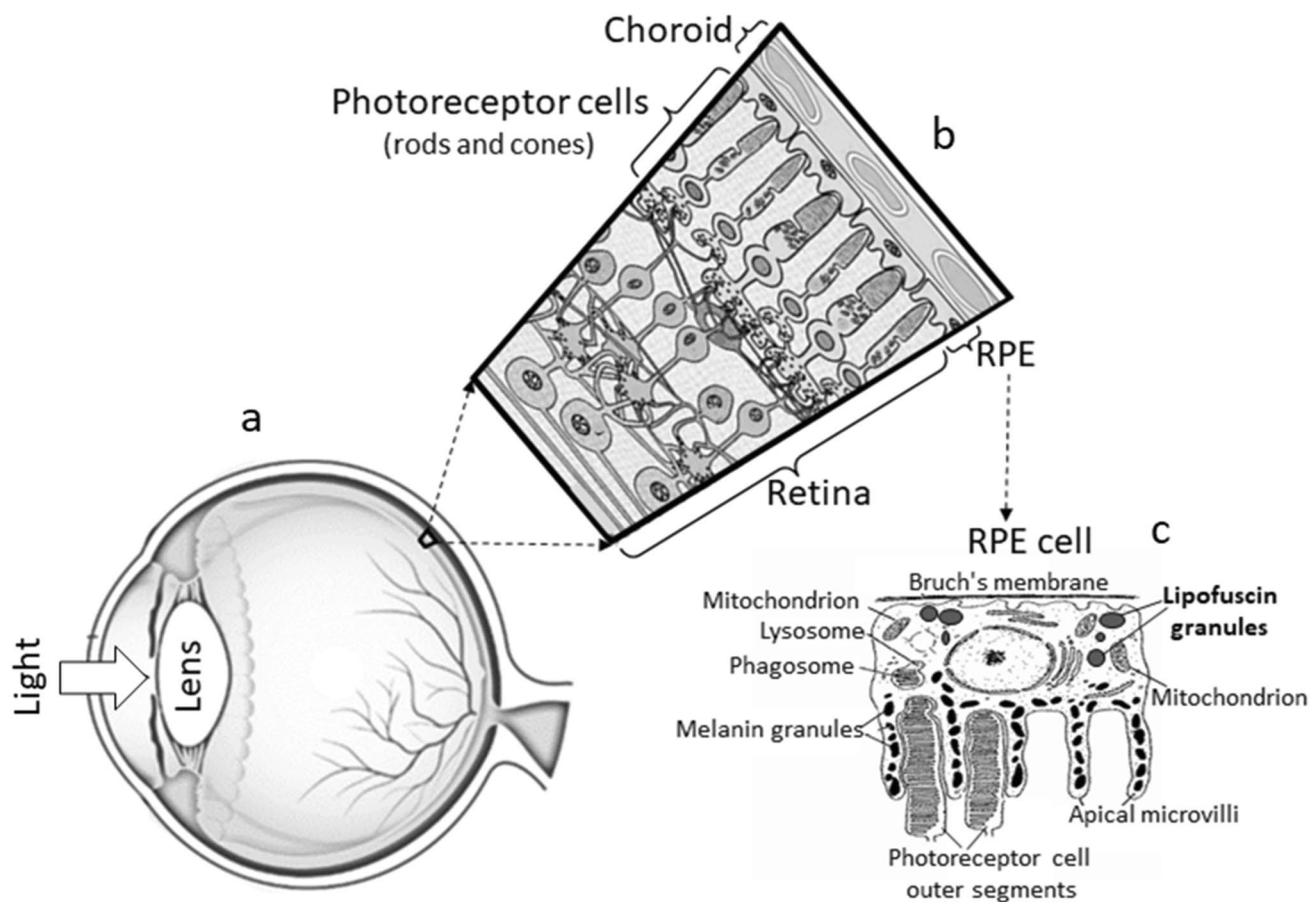 Choroid
Photoreceptor cells
(rods and cones)
b
RPE
Retina
a
Light
Lens
RPE cell
c
Bruch's membrane
Mitochondrion
Lysosome
Phagosome
Melanin granules
Lipofuscin
granules
Mitochondrion
Apical microvilli
Photoreceptor cell
outer segments